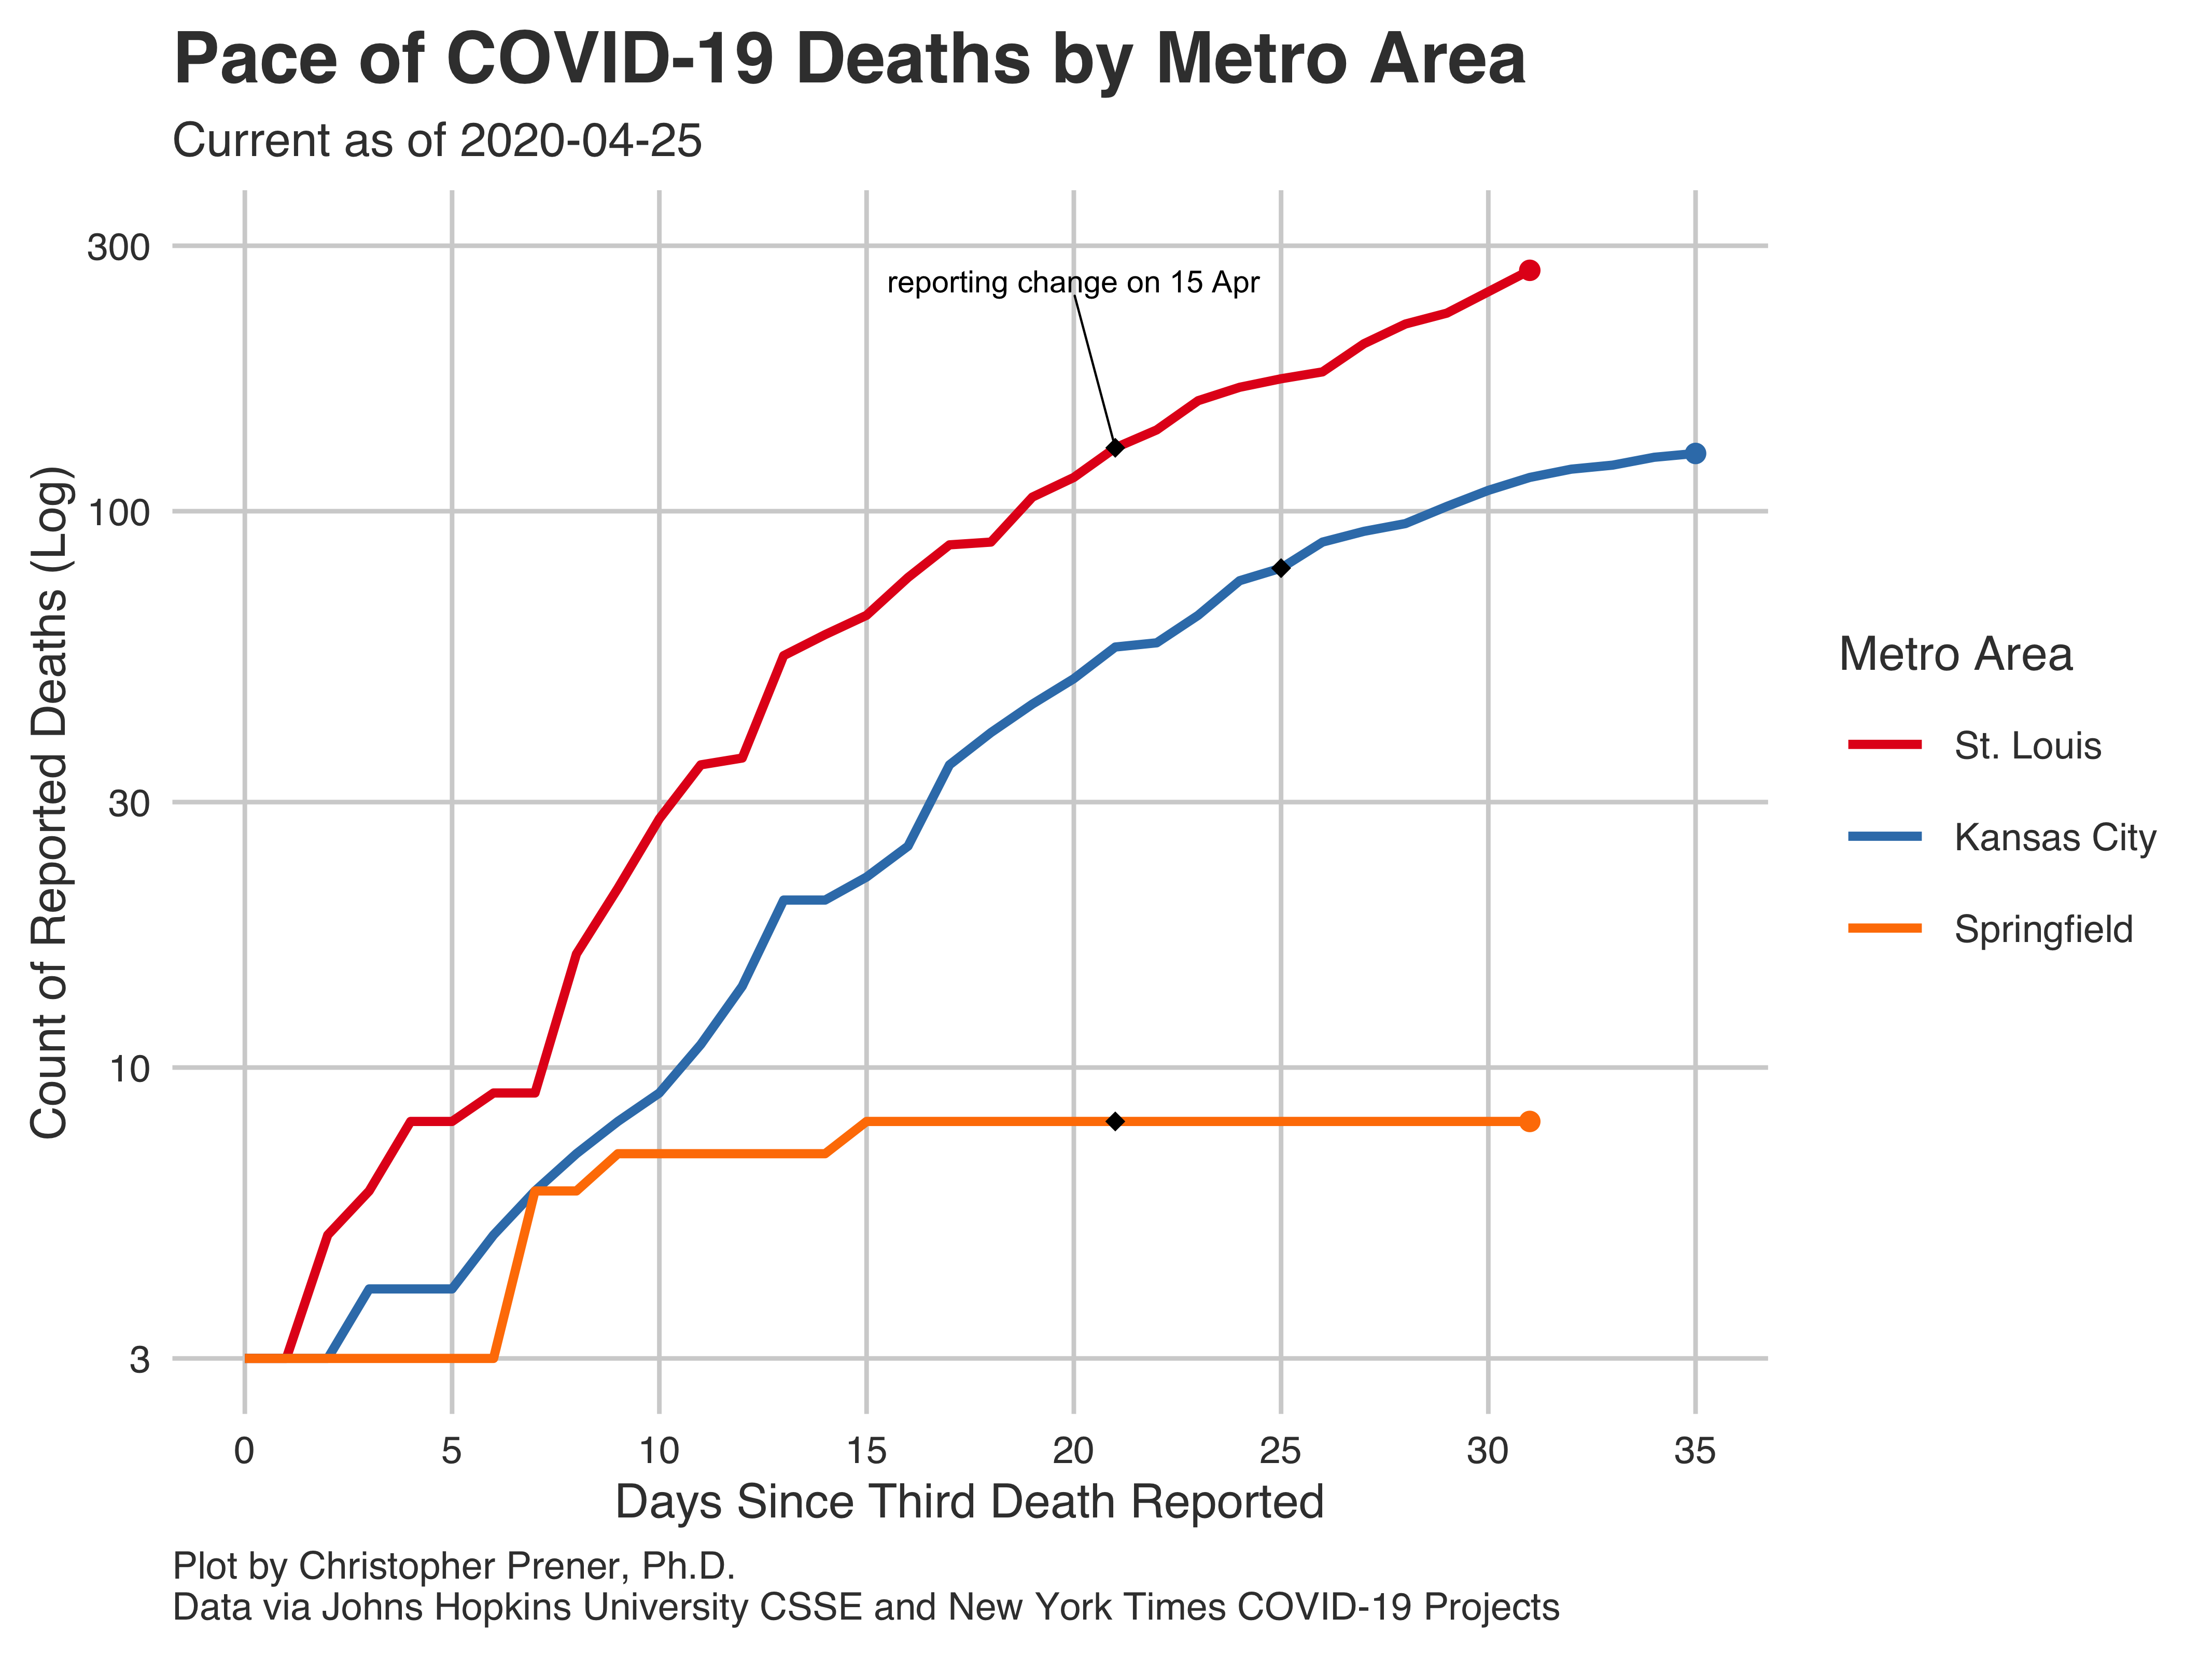 Pace of COVID-19 Deaths by Metro Area
Current as of 2020-04-25
Count of Reported Deaths (Log)
300
100
30
10
3
reporting change on 15 Apr
0 5 10 15 20 25 30 35
Days Since Third Death Reported
Metro Area
St. Louis
Kansas City
Springfield
Plot by Christopher Prener, Ph.D.
Data via Johns Hopkins University CSSE and New York Times COVID-19 Projects